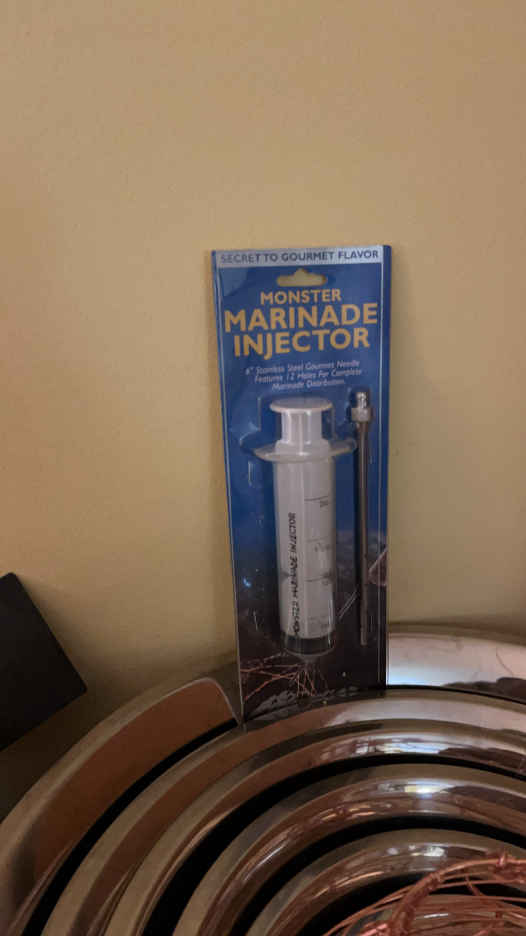 SECRET TO GOURMET FLAVOR
MONSTER
MARINADE
INJECTOR
6" Stainless Steel Gourmet Needle
Features 12 Holes For Complete
Marinade Distribution.
MONSTER MARINADE INJECTOR